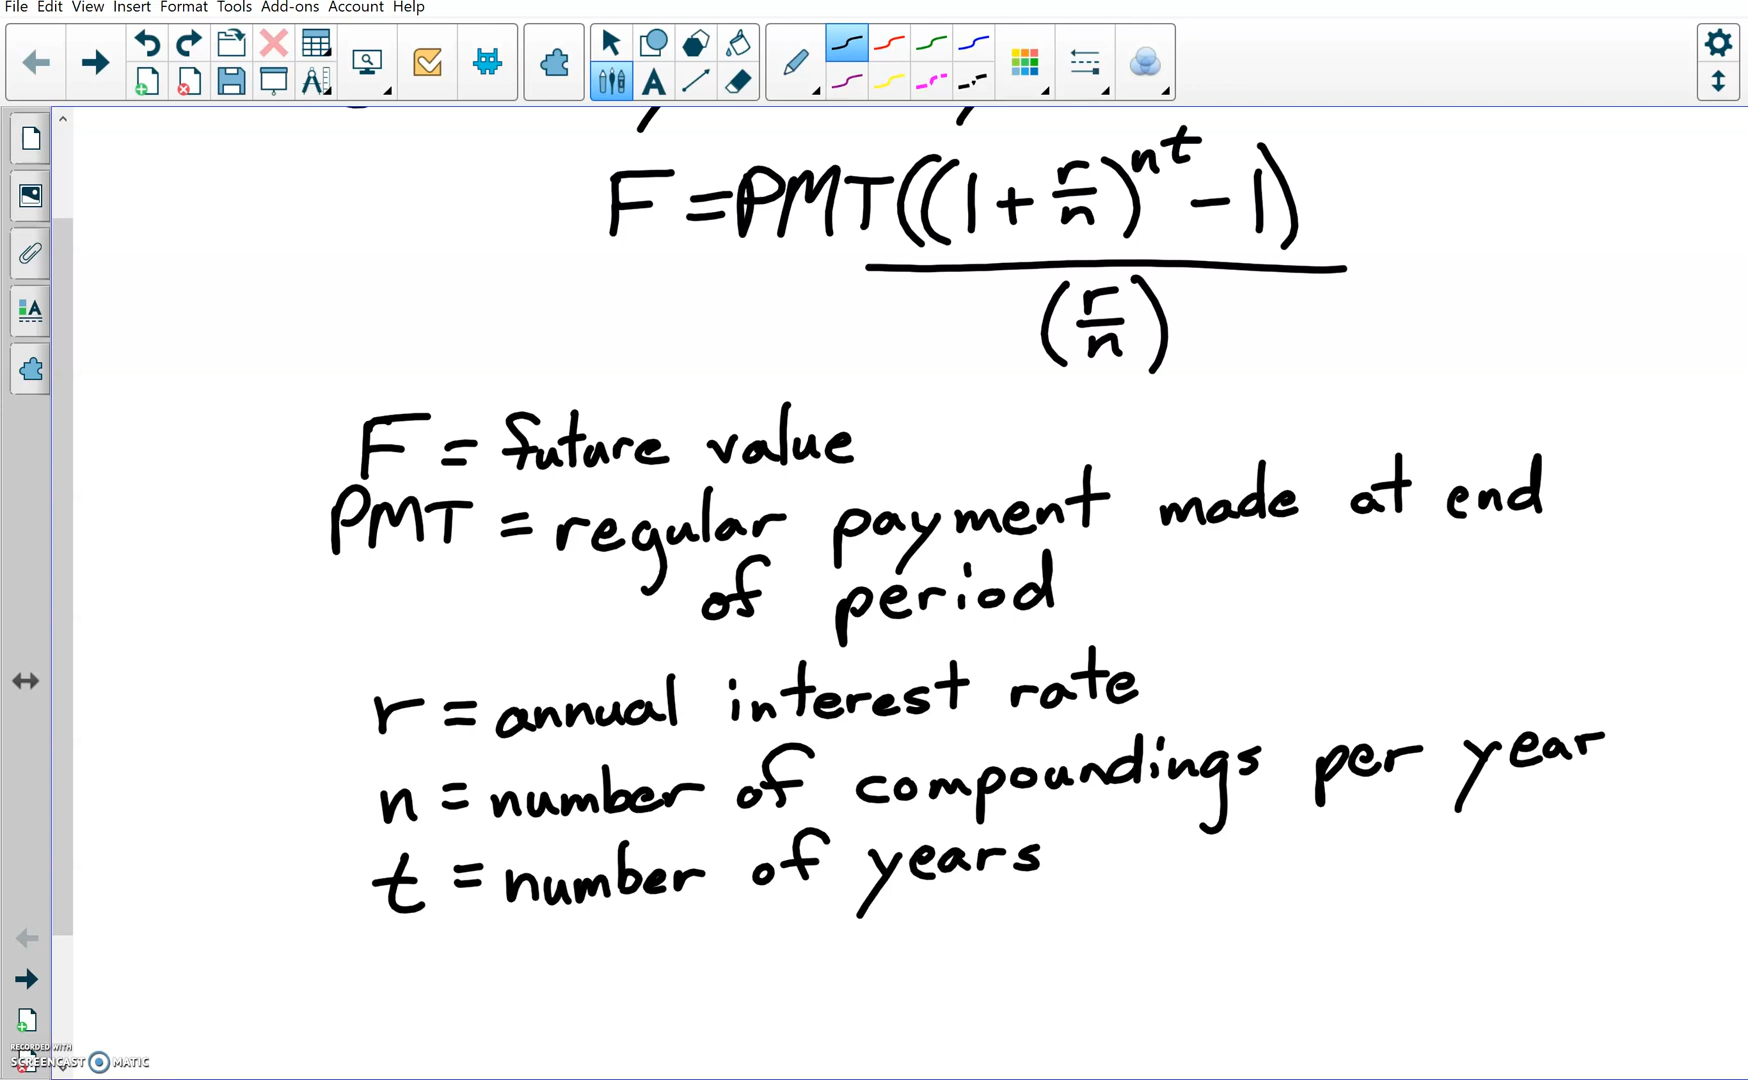 File Edit View Insert Format Tools Add-ons Account Help
F = PMT((1 + r/n)^nt - 1)
(r/n)
F = future value
PMT = regular payment made at end
of period
r = annual interest rate
n = number of compoundings per year
t = number of years
RECORDED WITH
SCREENCAST MATIC